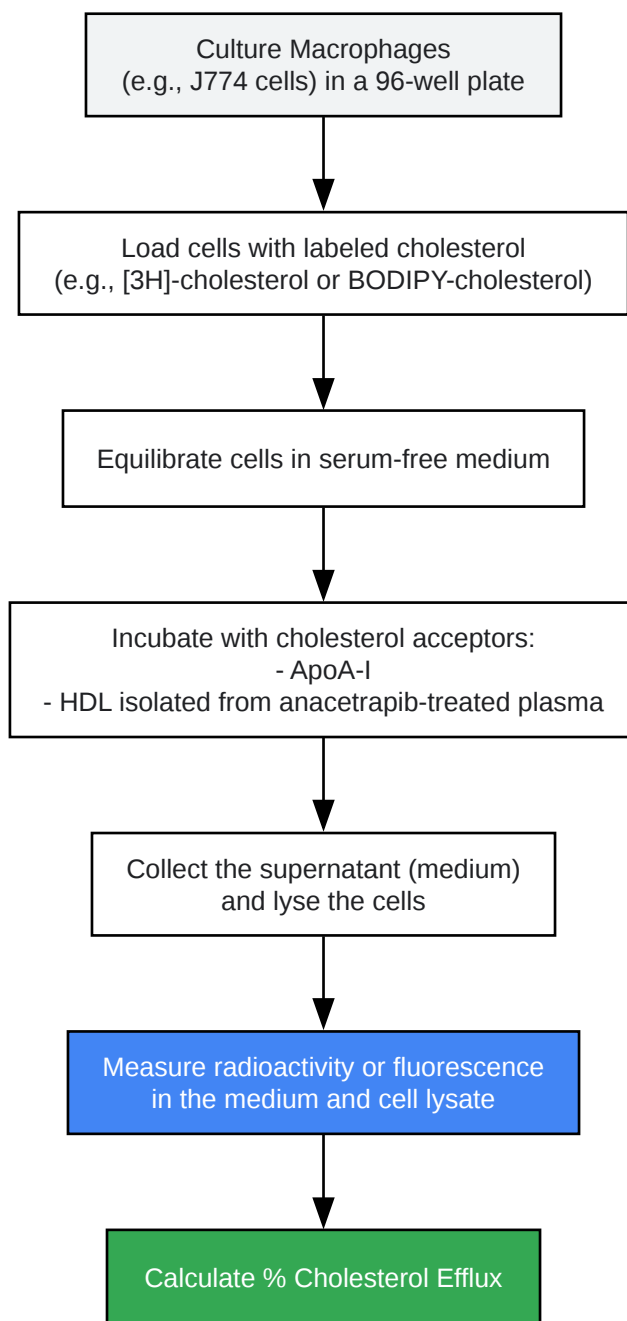 Culture Macrophages
(e.g., J774 cells) in a 96-well plate
Load cells with labeled cholesterol
(e.g., [3H]-cholesterol or BODIPY-cholesterol)
Equilibrate cells in serum-free medium
Incubate with cholesterol acceptors:
- ApoA-I
- HDL isolated from anacetrapib-treated plasma
Collect the supernatant (medium)
and lyse the cells
Measure radioactivity or fluorescence
in the medium and cell lysate
Calculate % Cholesterol Efflux